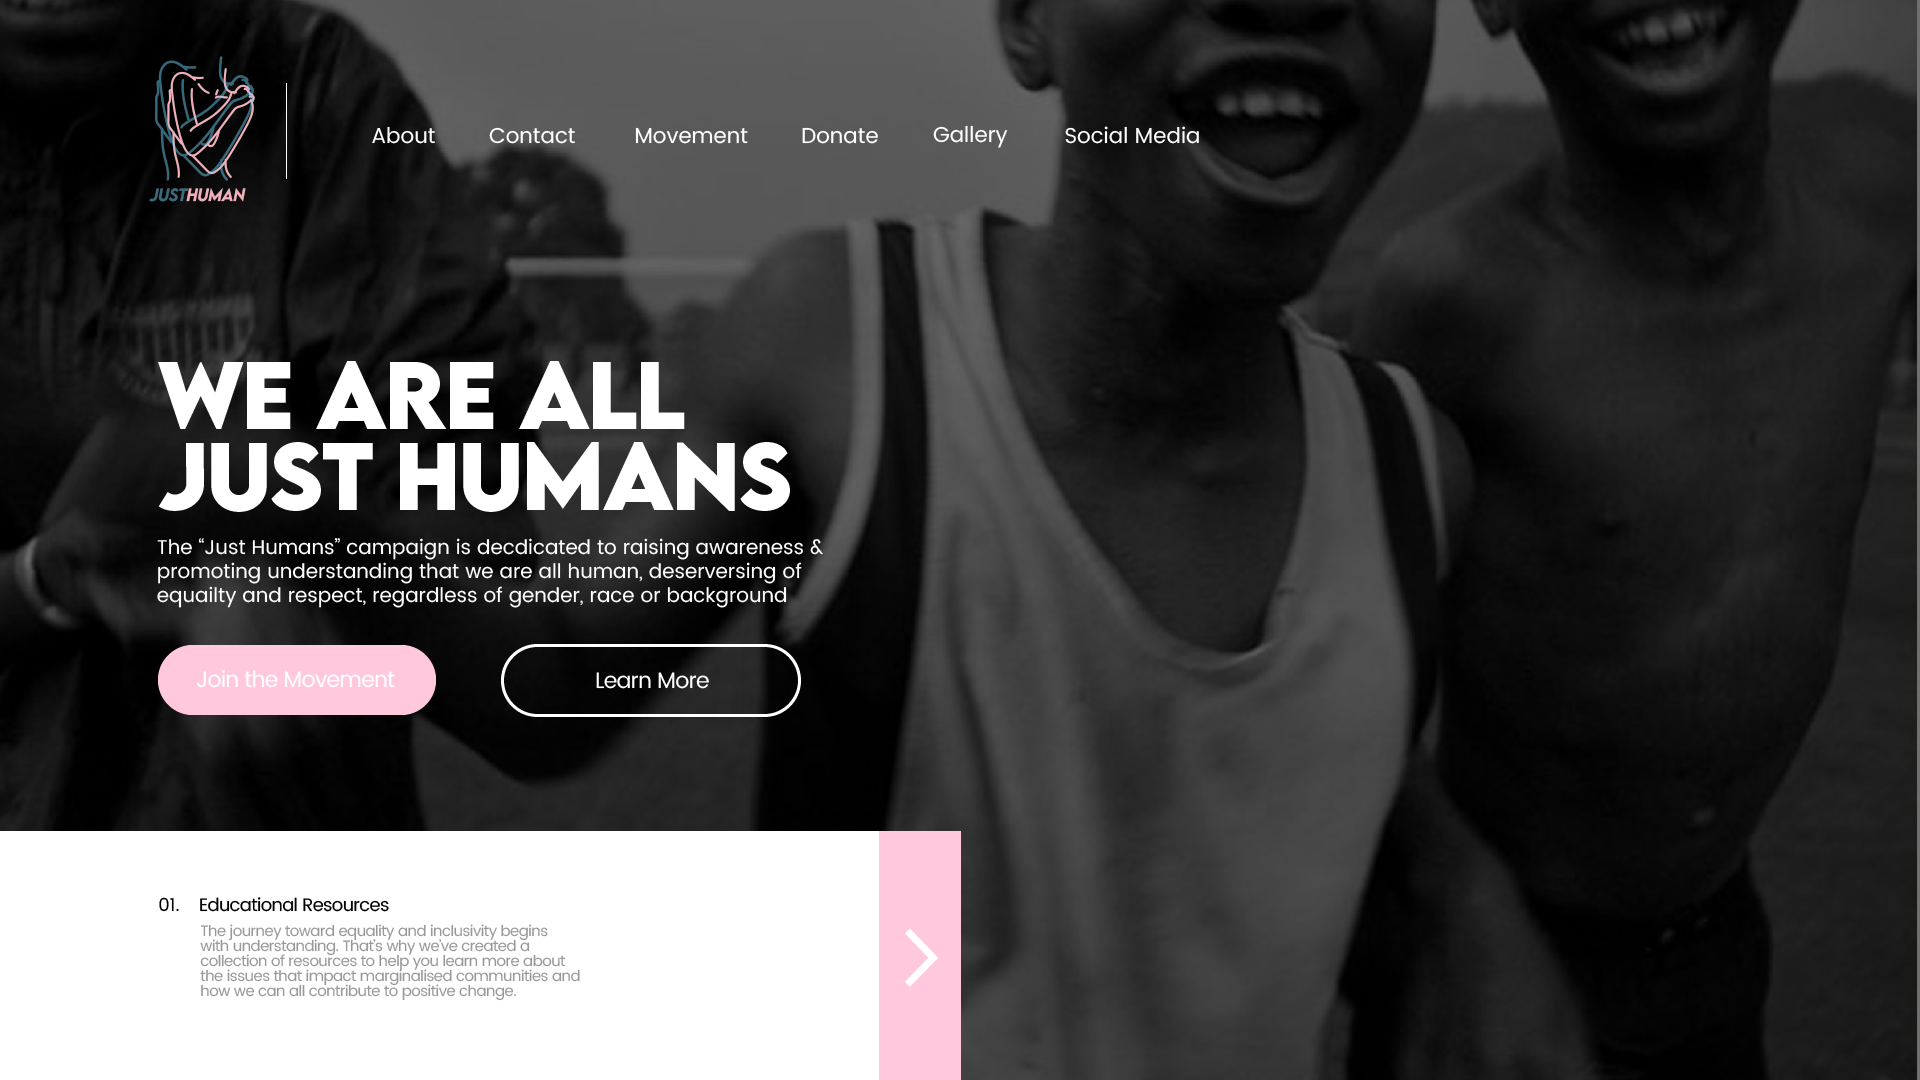 About Contact Movement Donate Gallery Social Media
JUSTHUMAN
WE ARE ALL
JUST HUMANS
The “Just Humans” campaign is decdicated to raising awareness &
promoting understanding that we are all human, deserversing of
equailty and respect, regardless of gender, race or background
Join the Movement
Learn More
01. Educational Resources
The journey toward equality and inclusivity begins
with understanding. That's why we've created a
collection of resources to help you learn more about
the issues that impact marginalised communities and
how we can all contribute to positive change.